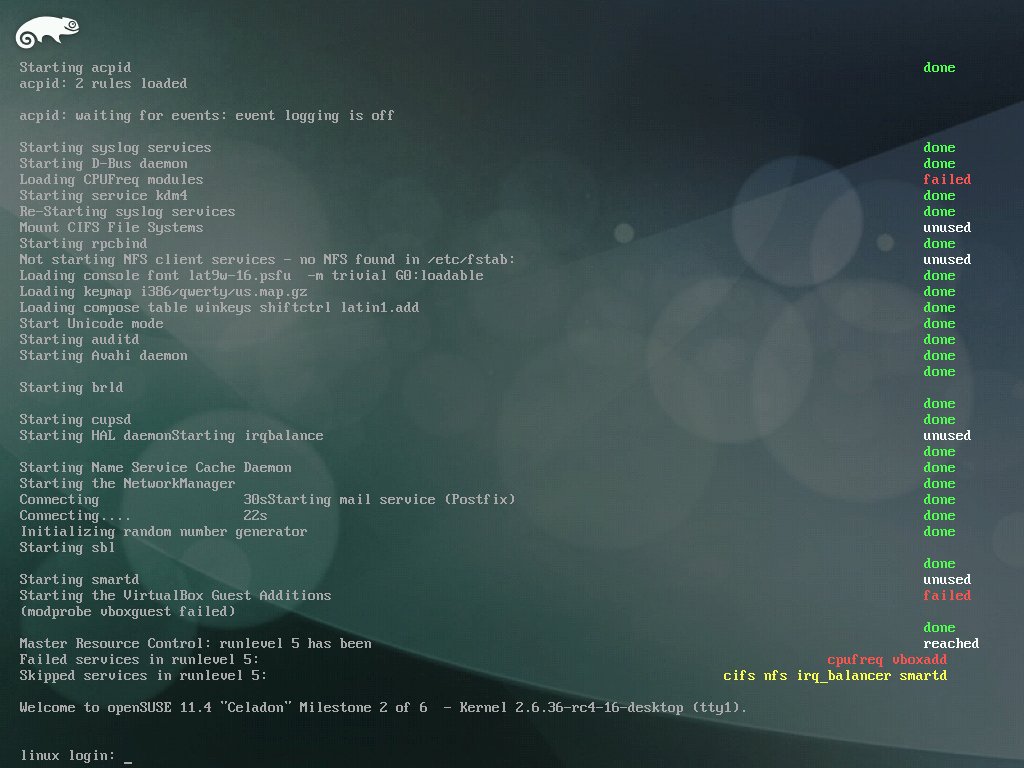 Starting acpid done
acpid: 2 rules loaded
acpid: waiting for events: event logging is off
Starting syslog services done
Starting D-Bus daemon done
Loading CPUFreq modules failed
Starting service kdm4 done
Re-Starting syslog services done
Mount CIFS File Systems unused
Starting rpcbind done
Not starting NFS client services - no NFS found in /etc/fstab: unused
Loading console font lat9w-16.psfu  -m trivial G0:loadable done
Loading keymap i386/qwerty/us.map.gz done
Loading compose table winkeys shiftctrl latin1.add done
Start Unicode mode done
Starting auditd done
Starting Avahi daemon done
done
Starting brld
done
Starting cupsd done
Starting HAL daemonStarting irqbalance unused
done
Starting Name Service Cache Daemon done
Starting the NetworkManager done
Connecting 30sStarting mail service (Postfix) done
Connecting.... 22s done
Initializing random number generator done
Starting sbl
done
Starting smartd unused
Starting the VirtualBox Guest Additions failed
(modprobe vboxguest failed)
done
Master Resource Control: runlevel 5 has been reached
Failed services in runlevel 5: cpufreq vboxadd
Skipped services in runlevel 5: cifs nfs irq_balancer smartd
Welcome to openSUSE 11.4 "Celadon" Milestone 2 of 6  - Kernel 2.6.36-rc4-16-desktop (tty1).
linux login: _